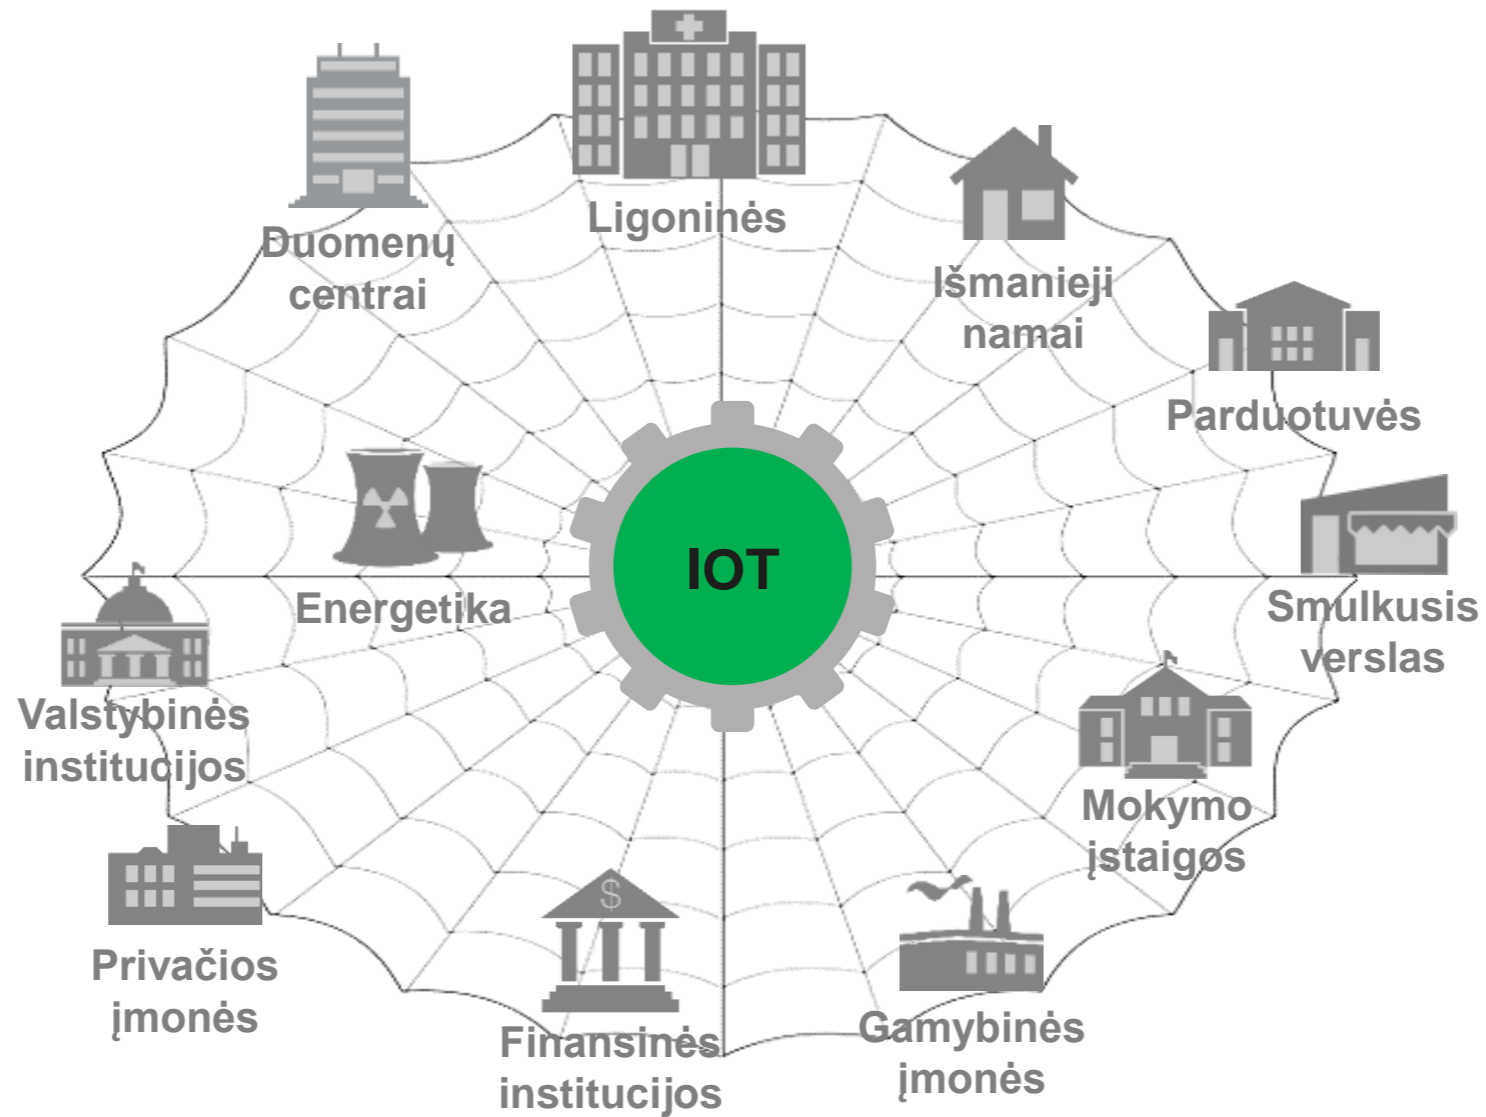 Ligoninės
Duomenų
centrai
Išmanieji
namai
Parduotuvės
IOT
Energetika
Smulkusis
verslas
Valstybinės
institucijos
Mokymo
įstaigos
Privačios
įmonės
$
Finansinės
institucijos
Gamybinės
įmonės